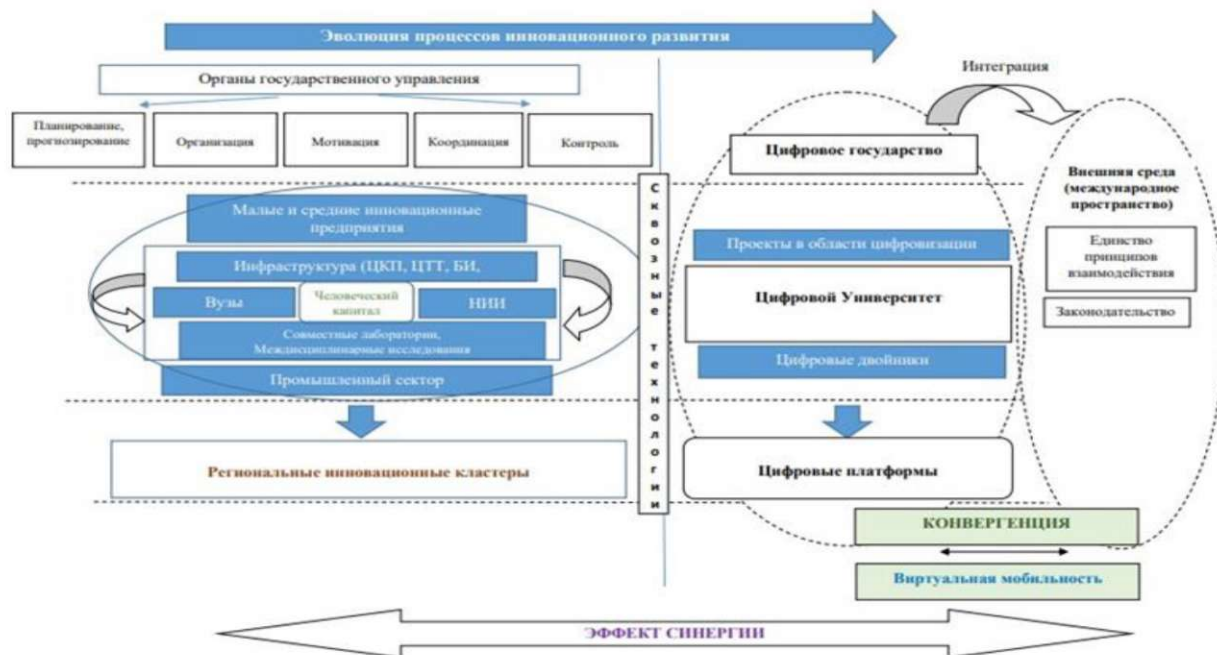 Эволюция процессов инновационного развития
Органы государственного управления
Планирование,
прогнозирование
Организация
Мотивация
Координация
Контроль
Малые и средние инновационные
предприятия
Инфраструктура (ЦКП, ЦТТ, БИ,
Вузы
Человеческий
капитал
НИИ
Совместные лаборатории,
Междисциплинарные исследования
Промышленный сектор
Региональные инновационные кластеры
Сквозные технологии
Интеграция
Цифровое государство
Проекты в области цифровизации
Цифровой Университет
Цифровые двойники
Цифровые платформы
Внешняя среда
(международное
пространство)
Единство
принципов
взаимодействия
Законодательство
КОНВЕРГЕНЦИЯ
Виртуальная мобильность
ЭФФЕКТ СИНЕРГИИ